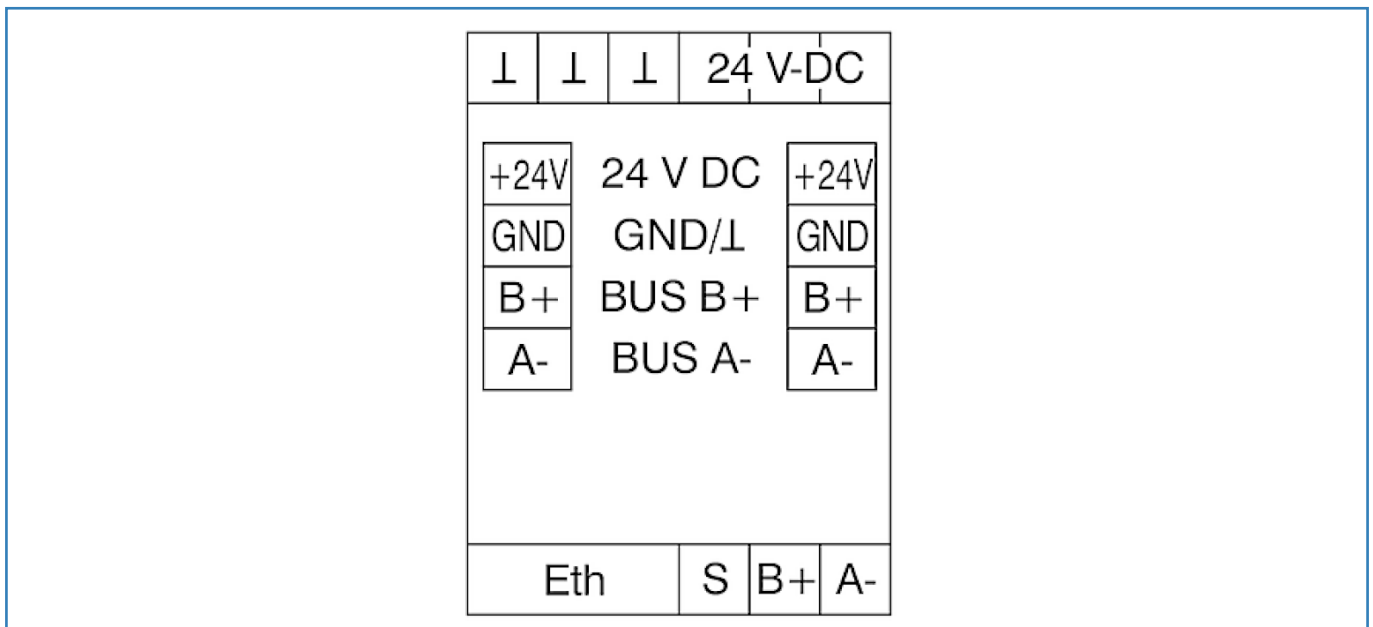 ⊥ ⊥ ⊥ 24 V-DC
+24V 24 V DC +24V
GND GND/⊥ GND
B+ BUS B+ B+
A- BUS A- A-
Eth S B+ A-